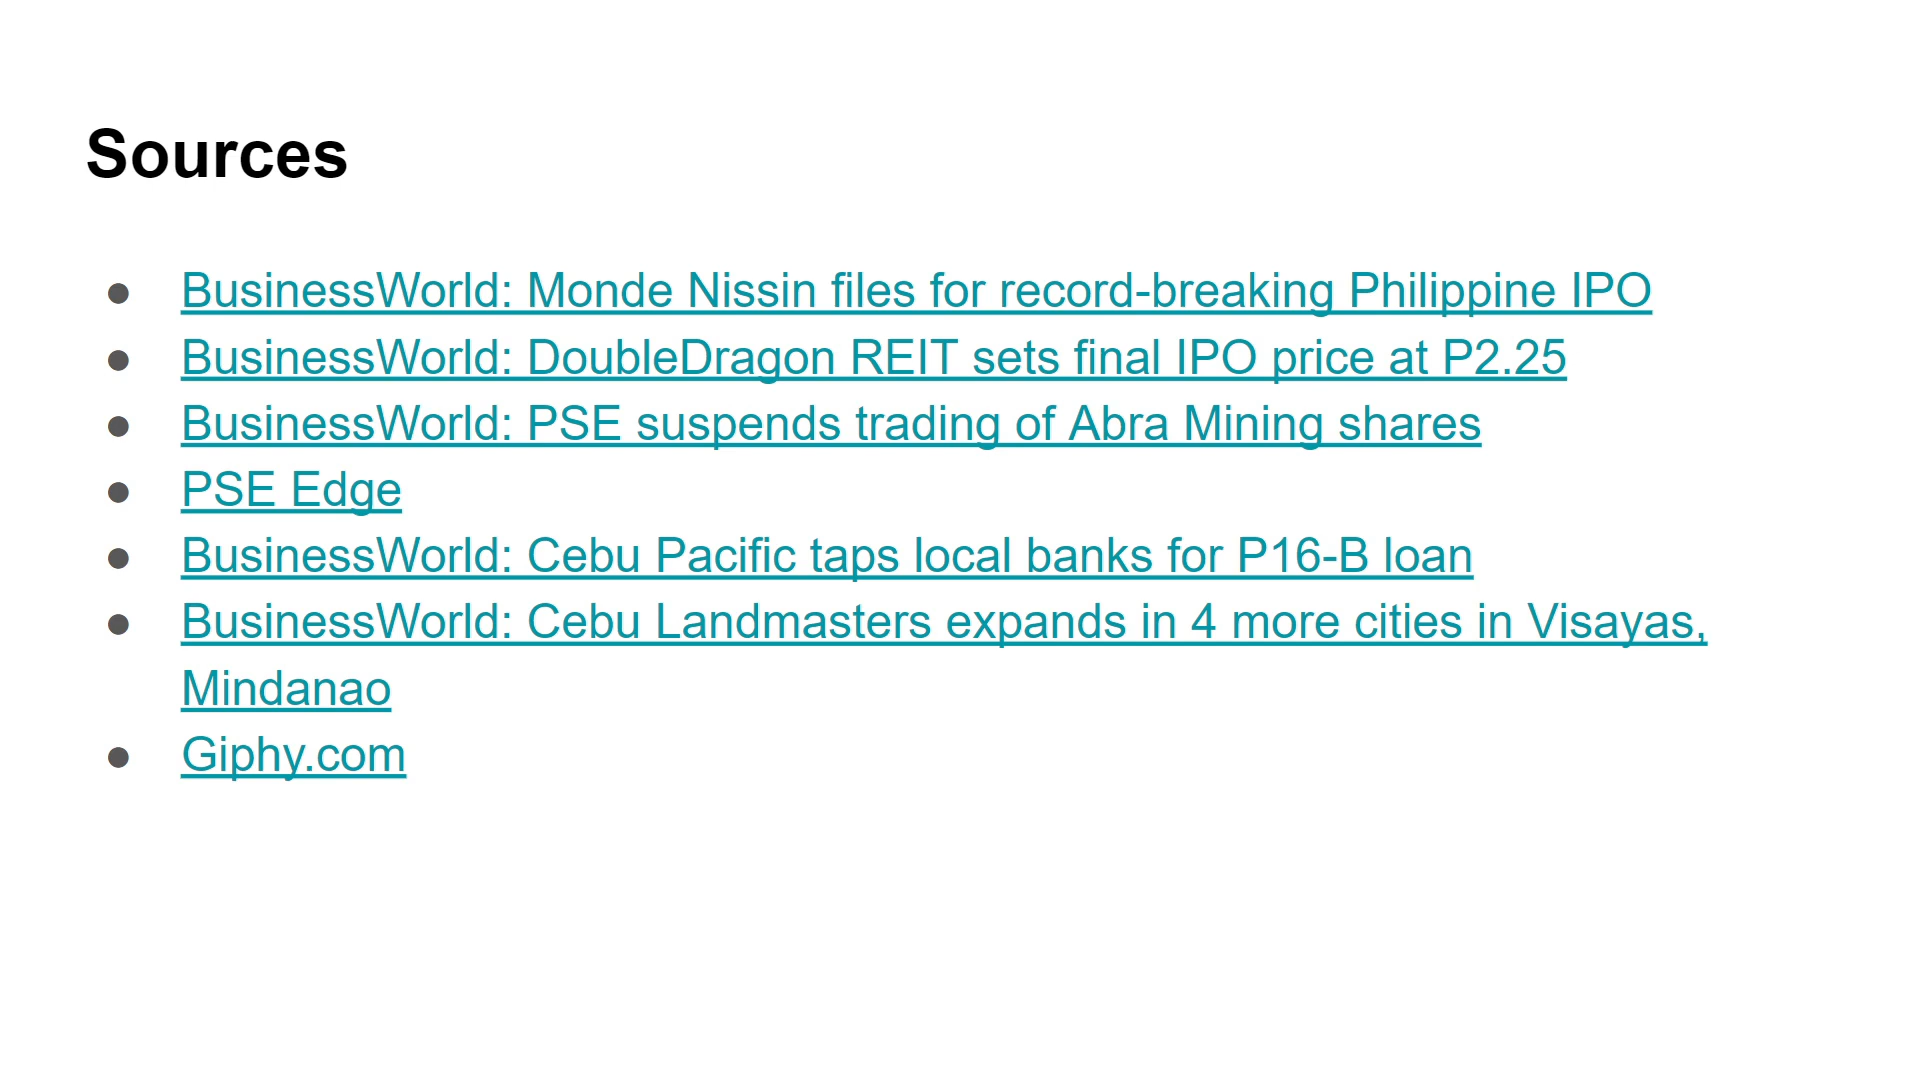 Sources
● BusinessWorld: Monde Nissin files for record-breaking Philippine IPO
● BusinessWorld: DoubleDragon REIT sets final IPO price at P2.25
● BusinessWorld: PSE suspends trading of Abra Mining shares
● PSE Edge
● BusinessWorld: Cebu Pacific taps local banks for P16-B loan
● BusinessWorld: Cebu Landmasters expands in 4 more cities in Visayas,
Mindanao
● Giphy.com